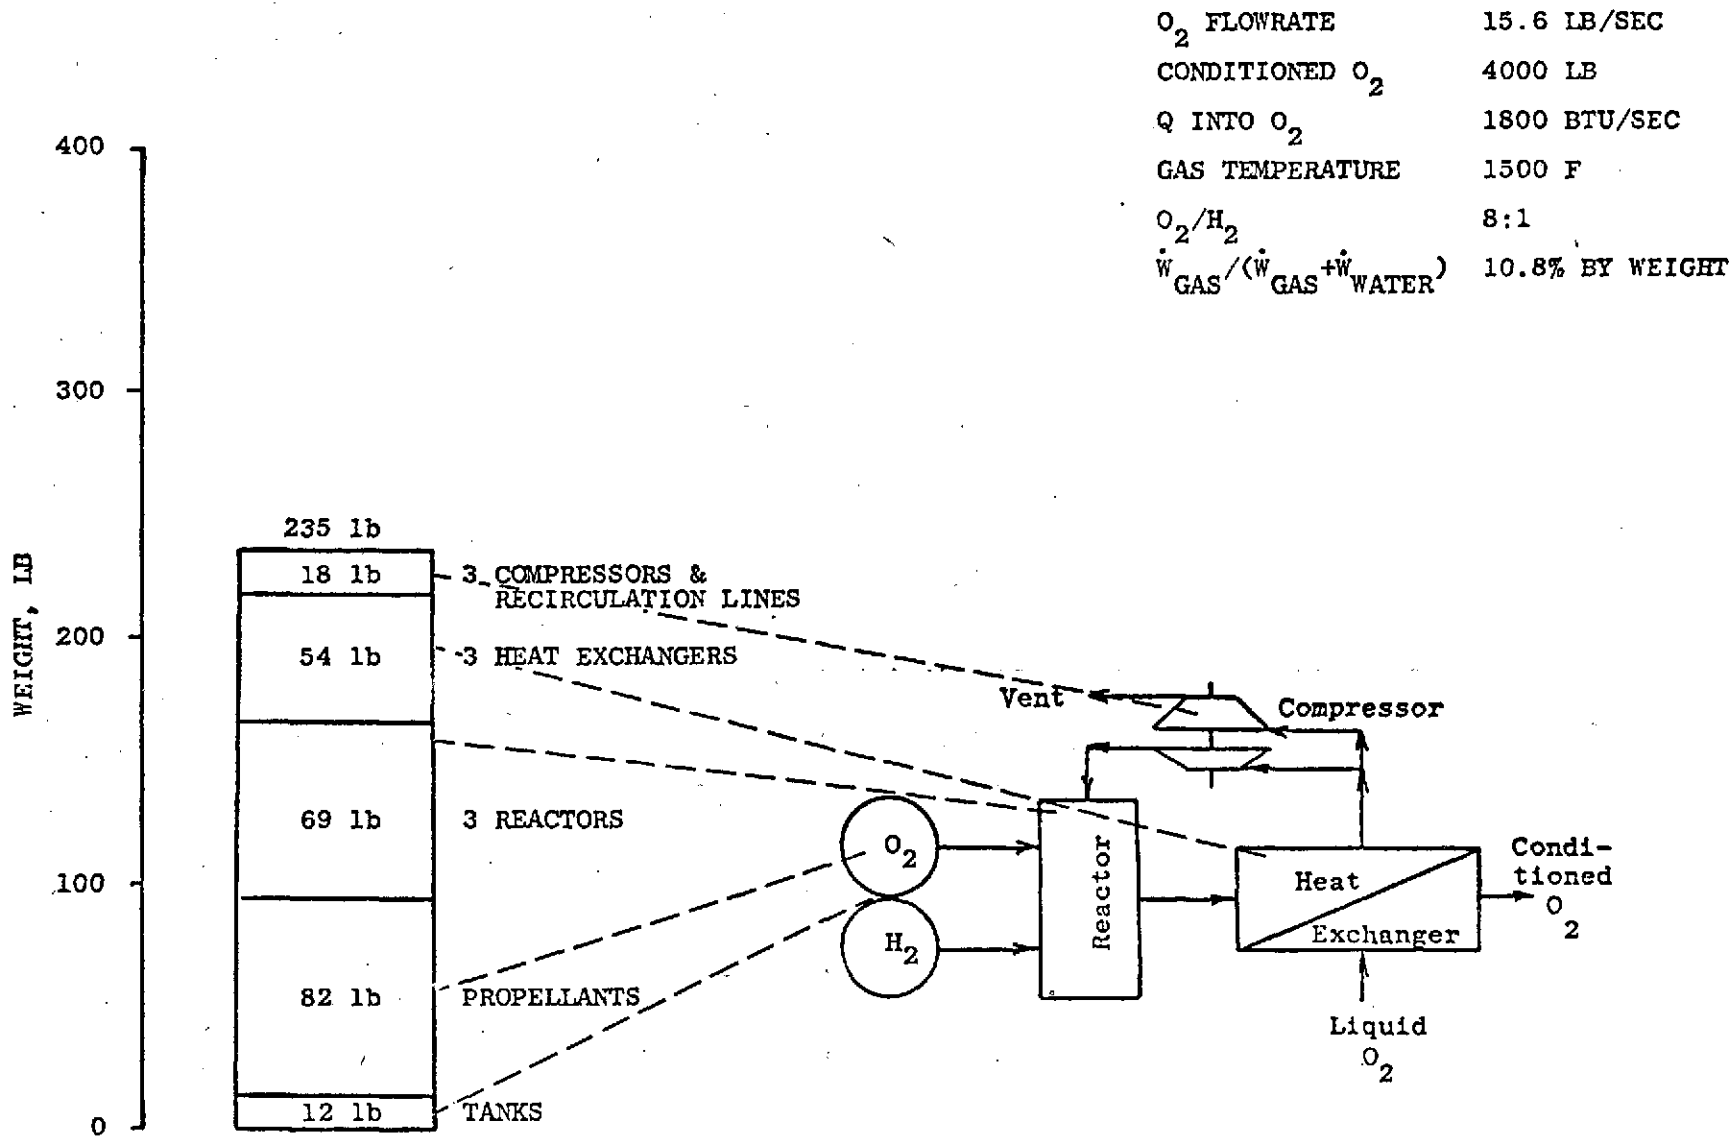 O2 FLOWRATE 15.6 LB/SEC
CONDITIONED O2 4000 LB
Q INTO O2 1800 BTU/SEC
GAS TEMPERATURE 1500 F
O2/H2 8:1
ẆGAS/(ẆGAS+ẆWATER) 10.8% BY WEIGHT
WEIGHT, LB
400
300
200
100
0
235 lb
18 lb
54 lb
69 lb
82 lb
12 lb
3 COMPRESSORS &
RECIRCULATION LINES
3 HEAT EXCHANGERS
3 REACTORS
PROPELLANTS
TANKS
Vent
Compressor
O2
H2
Reactor
Heat
Exchanger
Condi-
tioned
O2
Liquid
O2